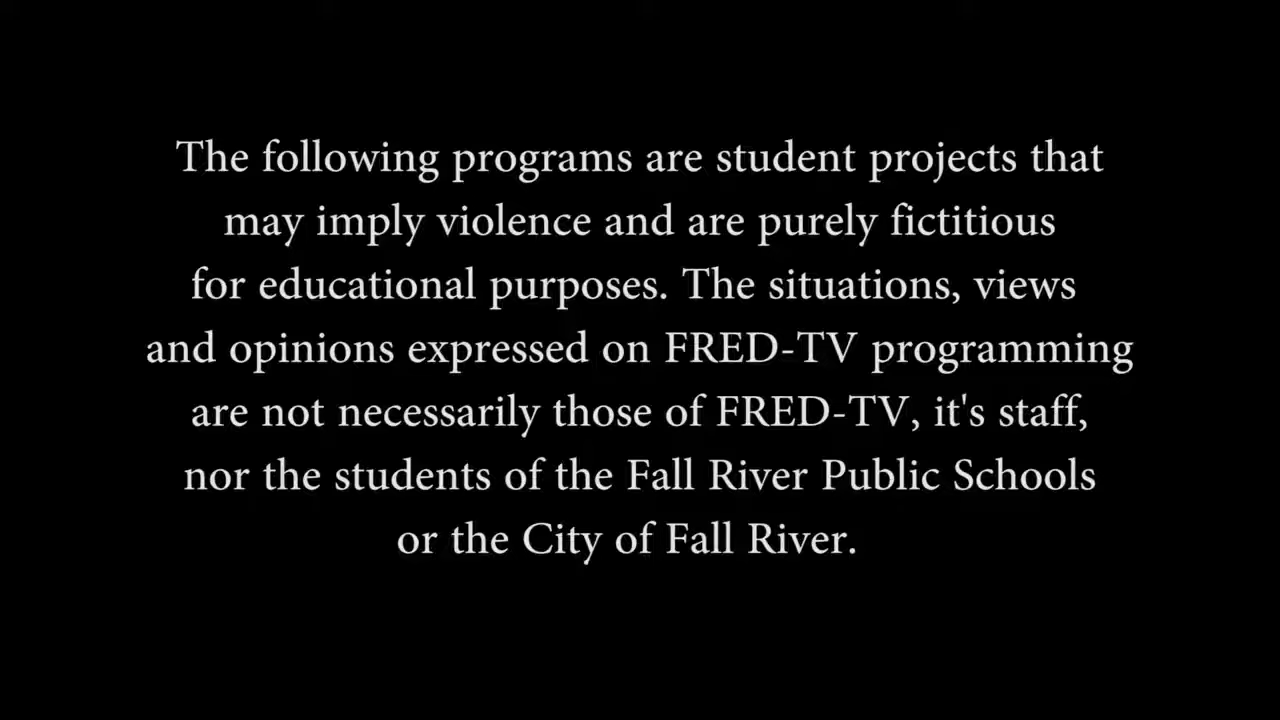 The following programs are student projects that
may imply violence and are purely fictitious
for educational purposes. The situations, views
and opinions expressed on FRED-TV programming
are not necessarily those of FRED-TV, it's staff,
nor the students of the Fall River Public Schools
or the City of Fall River.